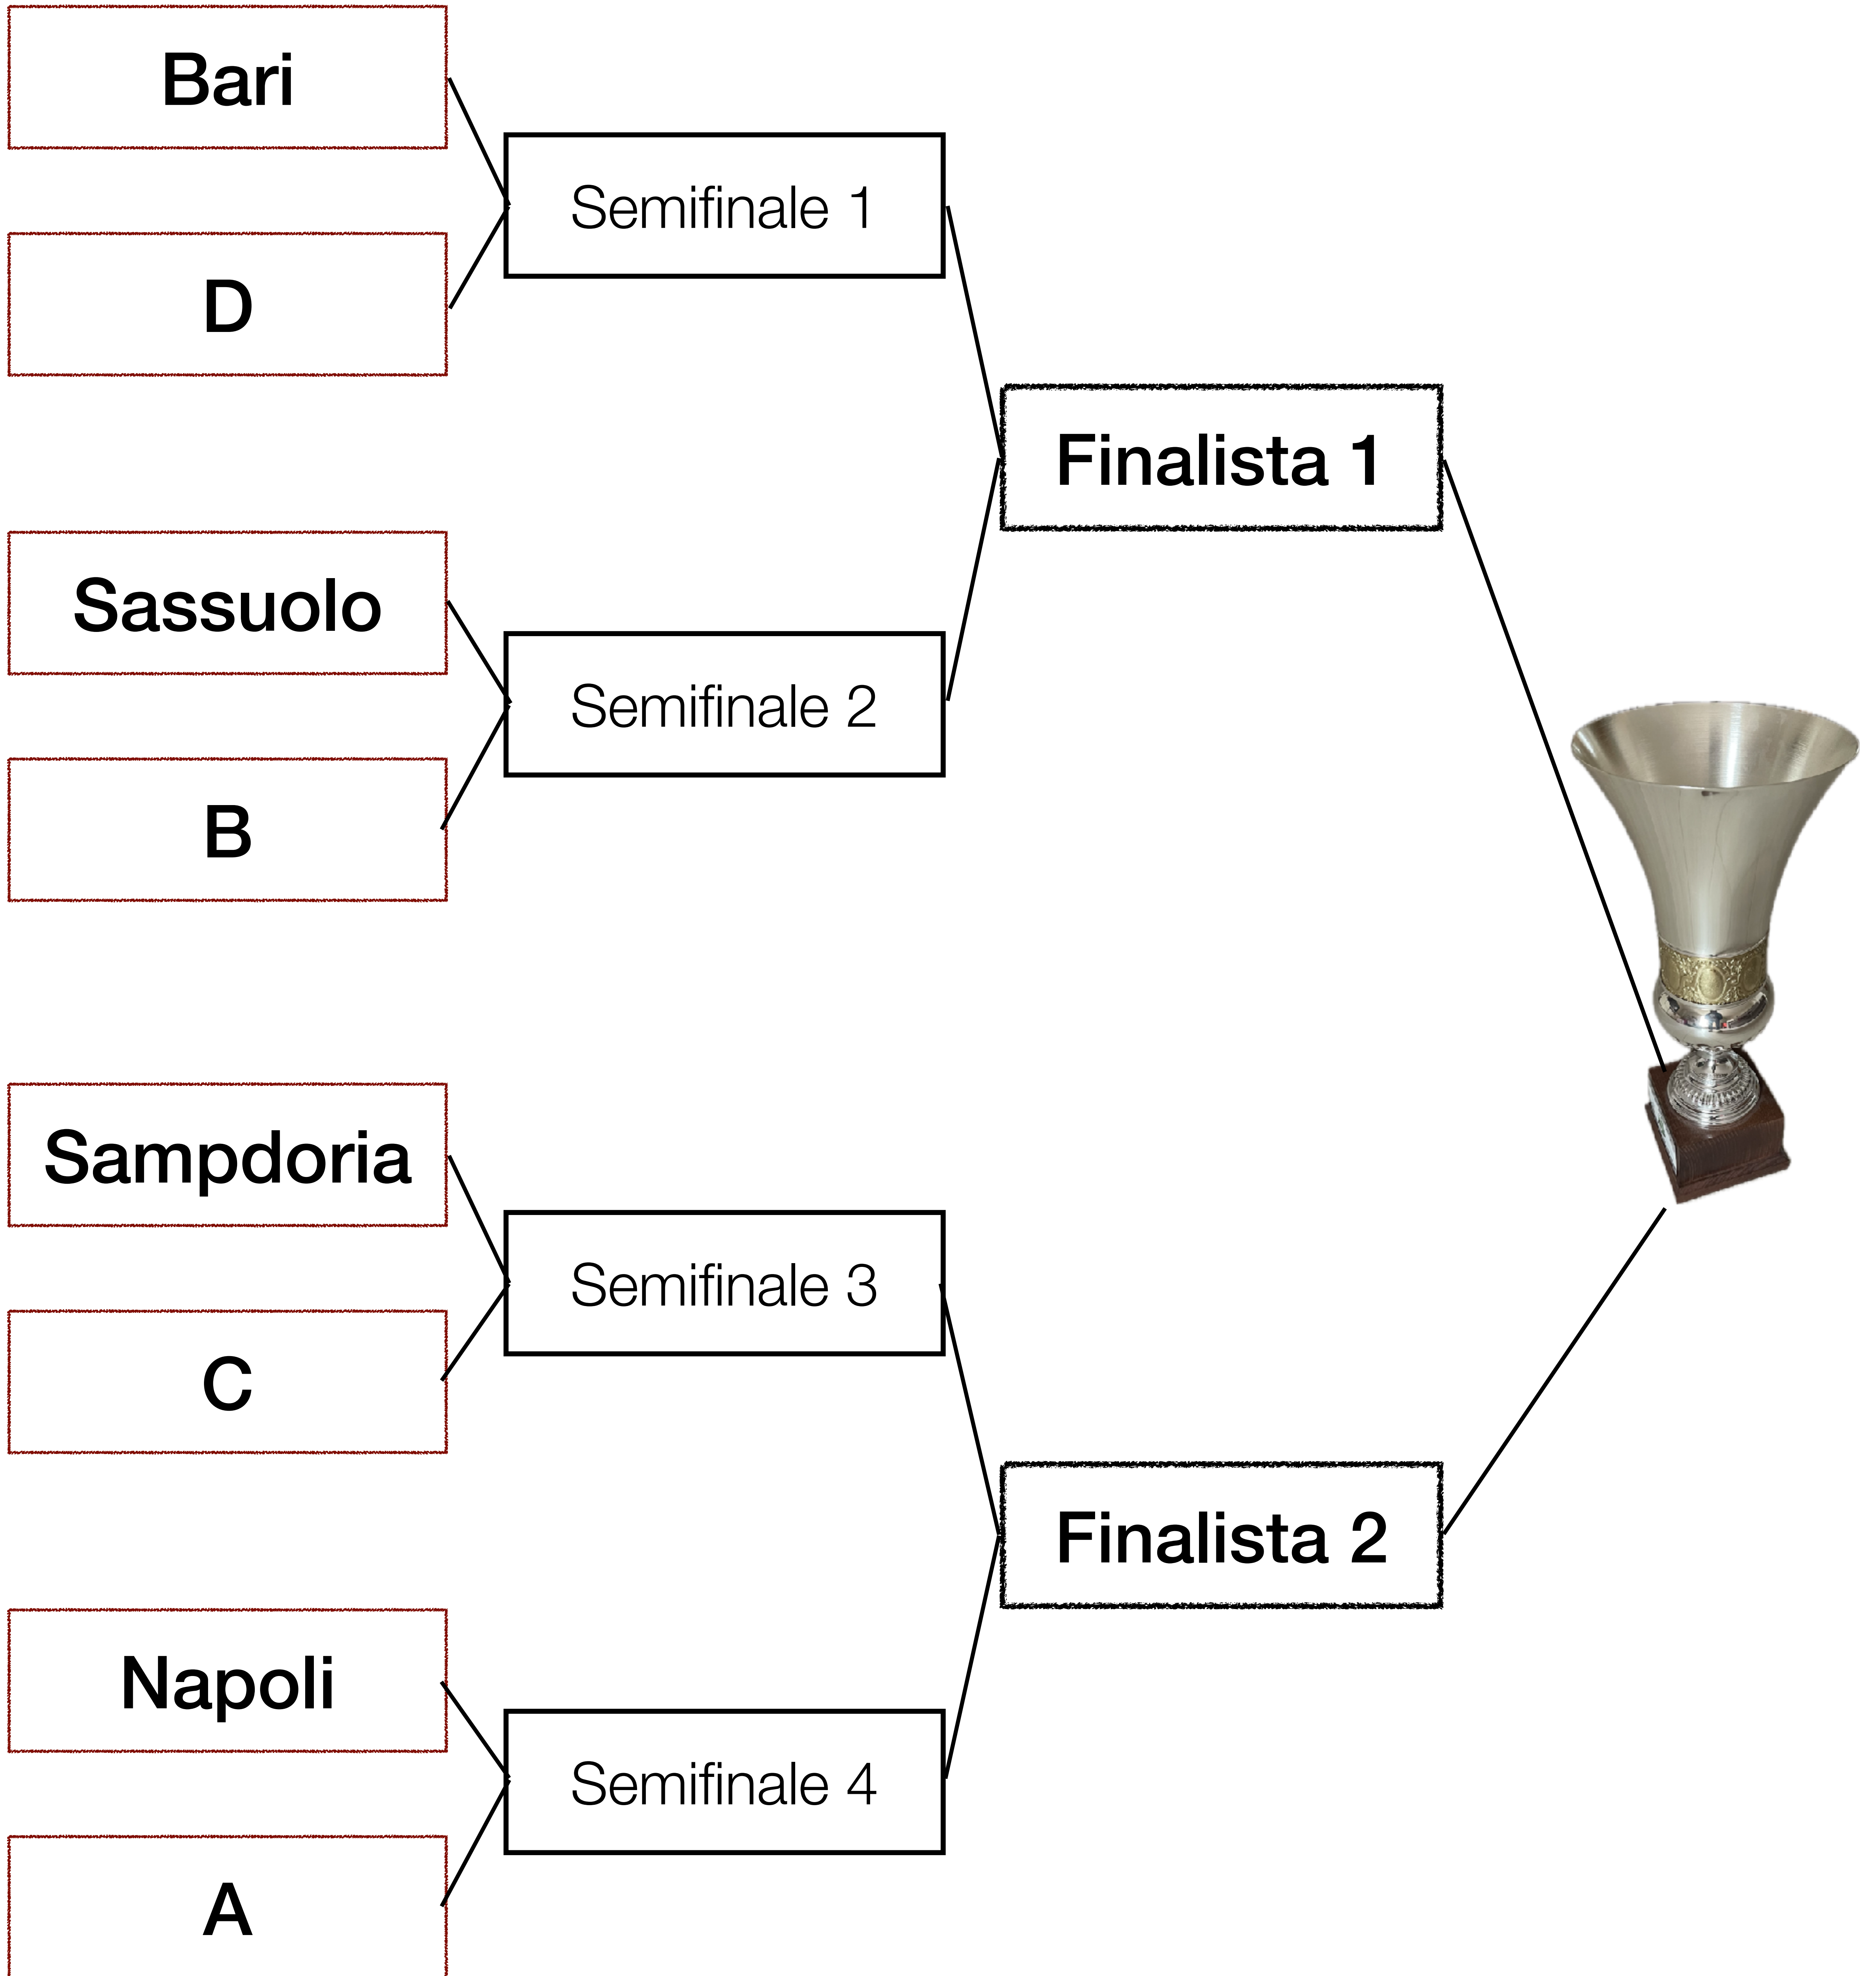 Bari
Semifinale 1
D
Finalista 1
Sassuolo
Semifinale 2
B
Sampdoria
Semifinale 3
C
Finalista 2
Napoli
Semifinale 4
A